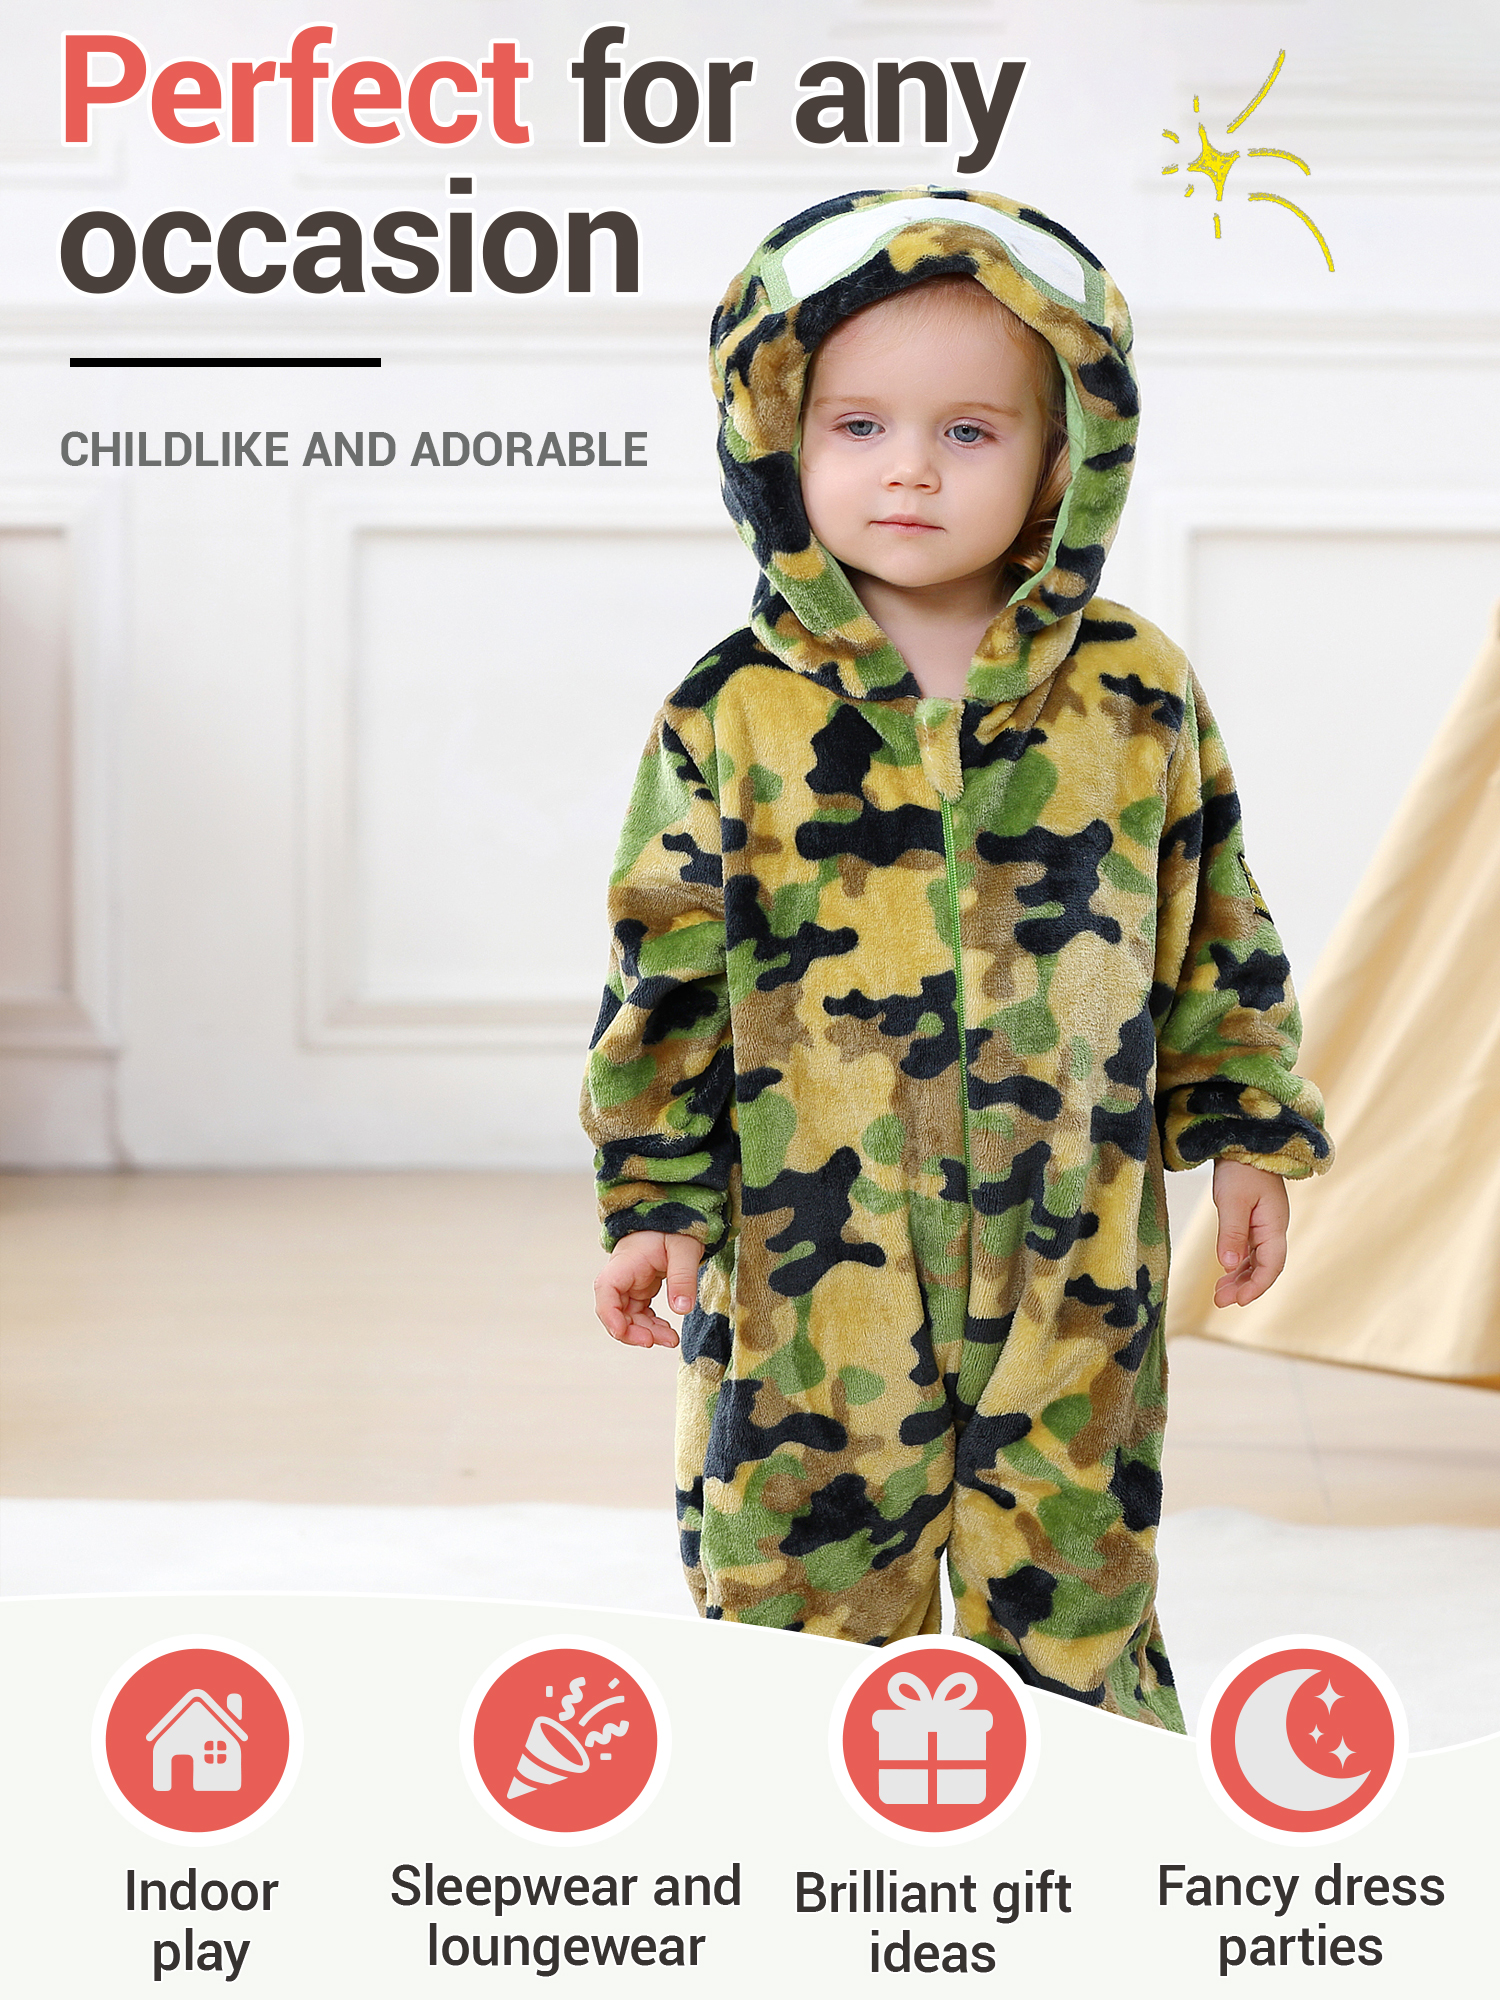 Perfect for any
occasion
CHILDLIKE AND ADORABLE
Indoor
play
Sleepwear and
loungewear
Brilliant gift
ideas
Fancy dress
parties